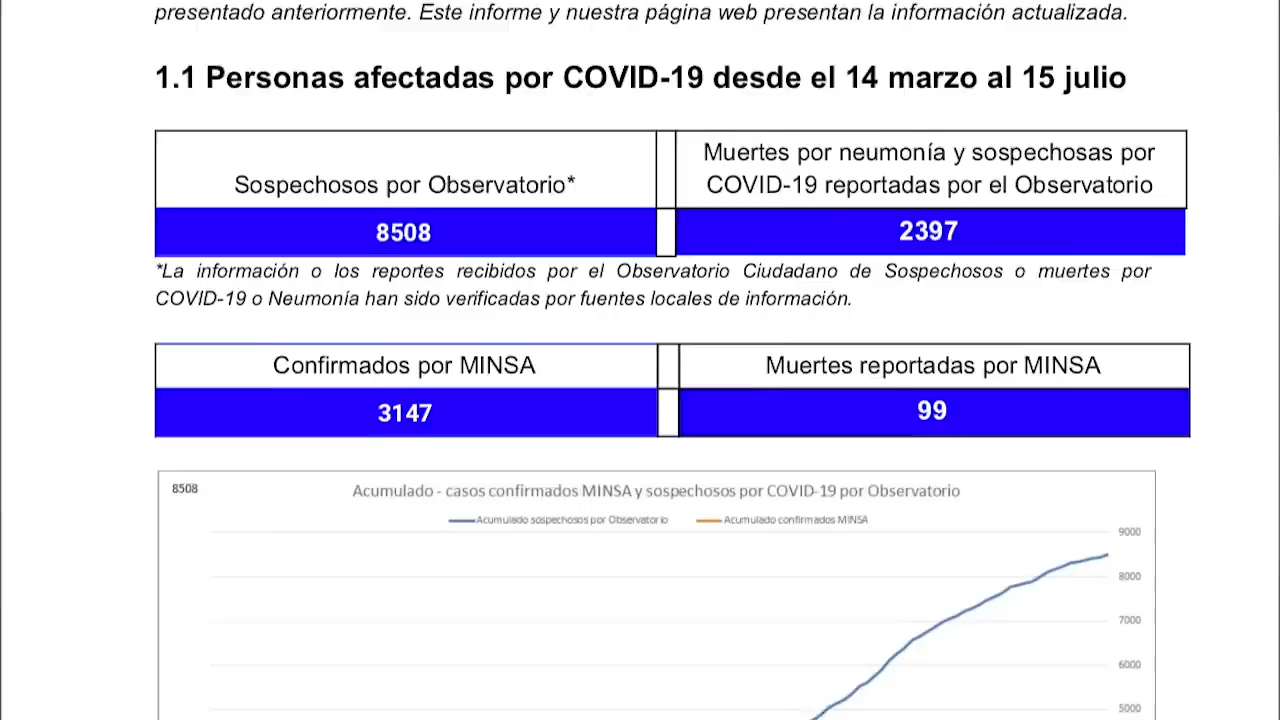 presentado anteriormente. Este informe y nuestra página web presentan la información actualizada.
1.1 Personas afectadas por COVID-19 desde el 14 marzo al 15 julio
Sospechosos por Observatorio*
Muertes por neumonía y sospechosas por
COVID-19 reportadas por el Observatorio
8508
2397
*La información o los reportes recibidos por el Observatorio Ciudadano de Sospechosos o muertes por
COVID-19 o Neumonía han sido verificadas por fuentes locales de información.
Confirmados por MINSA
Muertes reportadas por MINSA
3147
99
8508
Acumulado - casos confirmados MINSA y sospechosos por COVID-19 por Observatorio
Acumulado sospechosos por Observatorio
Acumulado confirmados MINSA
9000
8000
7000
6000
5000